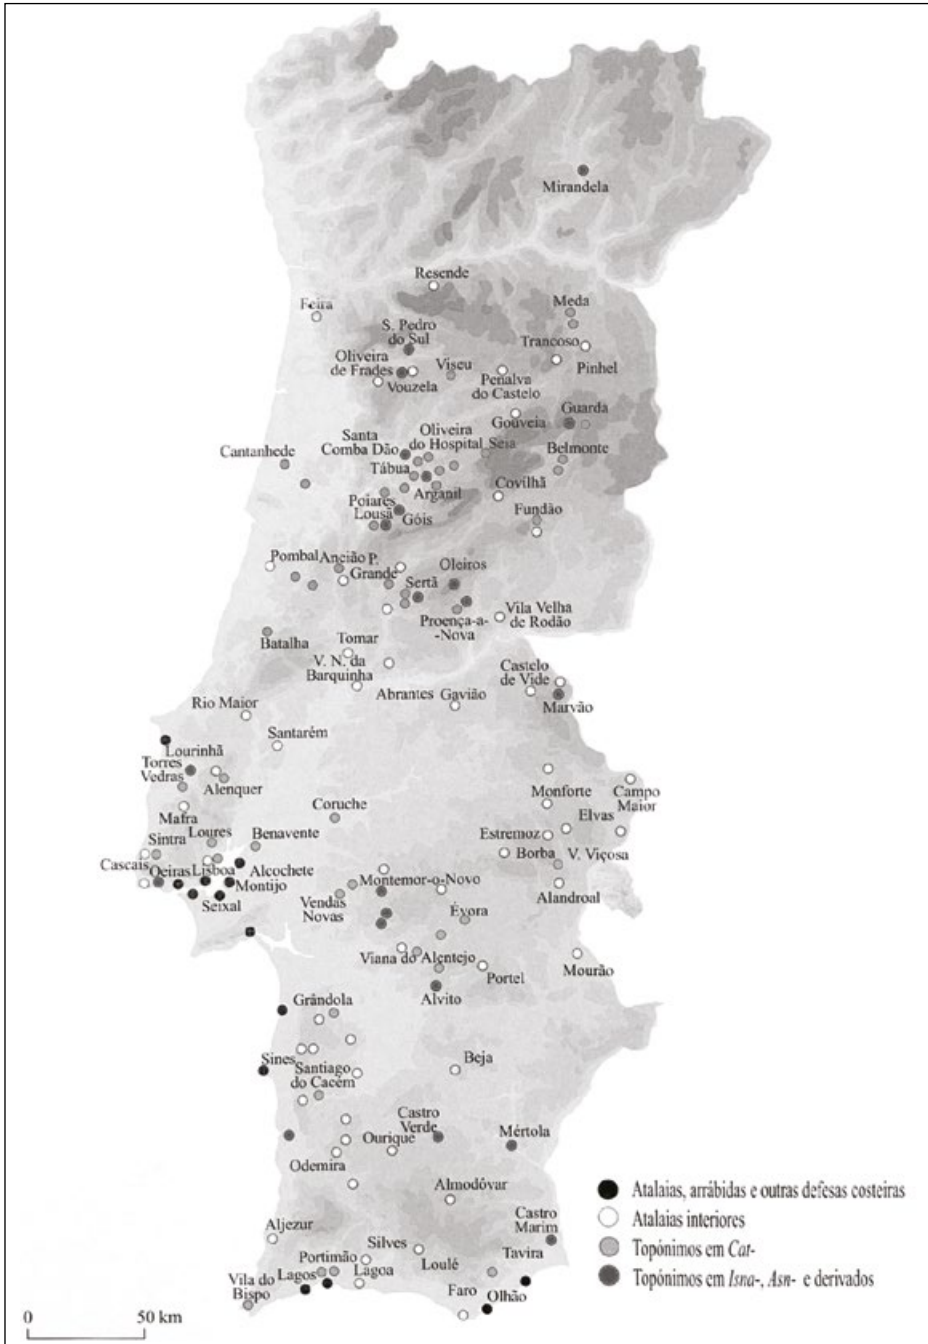 Mirandela
Resende
Feira
Meda
S. Pedro
do Sul
Trancoso
Oliveira
de Frades
Viseu
Pinhel
Vouzela
Penalva
do Castelo
Gouveia
Guarda
Santa
Comba Dão
Oliveira
do Hospital
Seia
Belmonte
Cantanhede
Tábua
Arganil
Covilhã
Poiares
Lousã
Góis
Fundão
Pombal
Ancião
P.
Grande
Oleiros
Sertã
Proença-a-
-Nova
Vila Velha
de Rodão
Batalha
Tomar
V. N. da
Barquinha
Castelo
de Vide
Abrantes
Gavião
Marvão
Rio Maior
Santarém
Lourinhã
Torres
Vedras
Alenquer
Monforte
Campo
Maior
Coruche
Mafra
Elvas
Loures
Benavente
Estremoz
Sintra
Borba
V. Viçosa
Cascais
Oeiras
Lisboa
Alcochete
Montijo
Montemor-o-Novo
Alandroal
Seixal
Vendas
Novas
Évora
Viana do Alentejo
Portel
Mourão
Alvito
Grândola
Sines
Santiago
do Cacém
Beja
Castro
Verde
Mértola
Ourique
Odemira
Almodôvar
Castro
Marim
Aljezur
Silves
Tavira
Portimão
Loulé
Lagos
Lagoa
Vila do
Bispo
Faro
Olhão
Atalaias, arrábidas e outras defesas costeiras
Atalaias interiores
Topónimos em Cat-
Topónimos em Isna-, Asn- e derivados
0 50 km